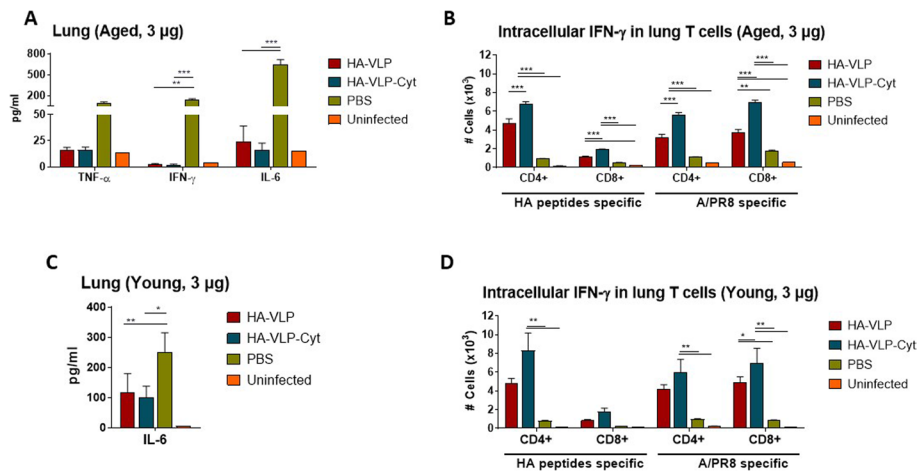 A
Lung (Aged, 3 µg)
800
500
200
50
25
0
pg/ml
**
***
***
TNF-α
IFN-γ
IL-6
HA-VLP
HA-VLP-Cyt
PBS
Uninfected
B
Intracellular IFN-γ in lung T cells (Aged, 3 µg)
12
10
8
6
4
2
0
# Cells (x10³)
***
***
***
***
***
***
***
***
***
**
CD4+
CD8+
CD4+
CD8+
HA peptides specific
A/PR8 specific
HA-VLP
HA-VLP-Cyt
PBS
Uninfected
C
Lung (Young, 3 µg)
400
300
200
100
0
pg/ml
**
*
IL-6
HA-VLP
HA-VLP-Cyt
PBS
Uninfected
D
Intracellular IFN-γ in lung T cells (Young, 3 µg)
12
10
8
6
4
2
0
# Cells (x10³)
**
**
*
**
CD4+
CD8+
CD4+
CD8+
HA peptides specific
A/PR8 specific
HA-VLP
HA-VLP-Cyt
PBS
Uninfected